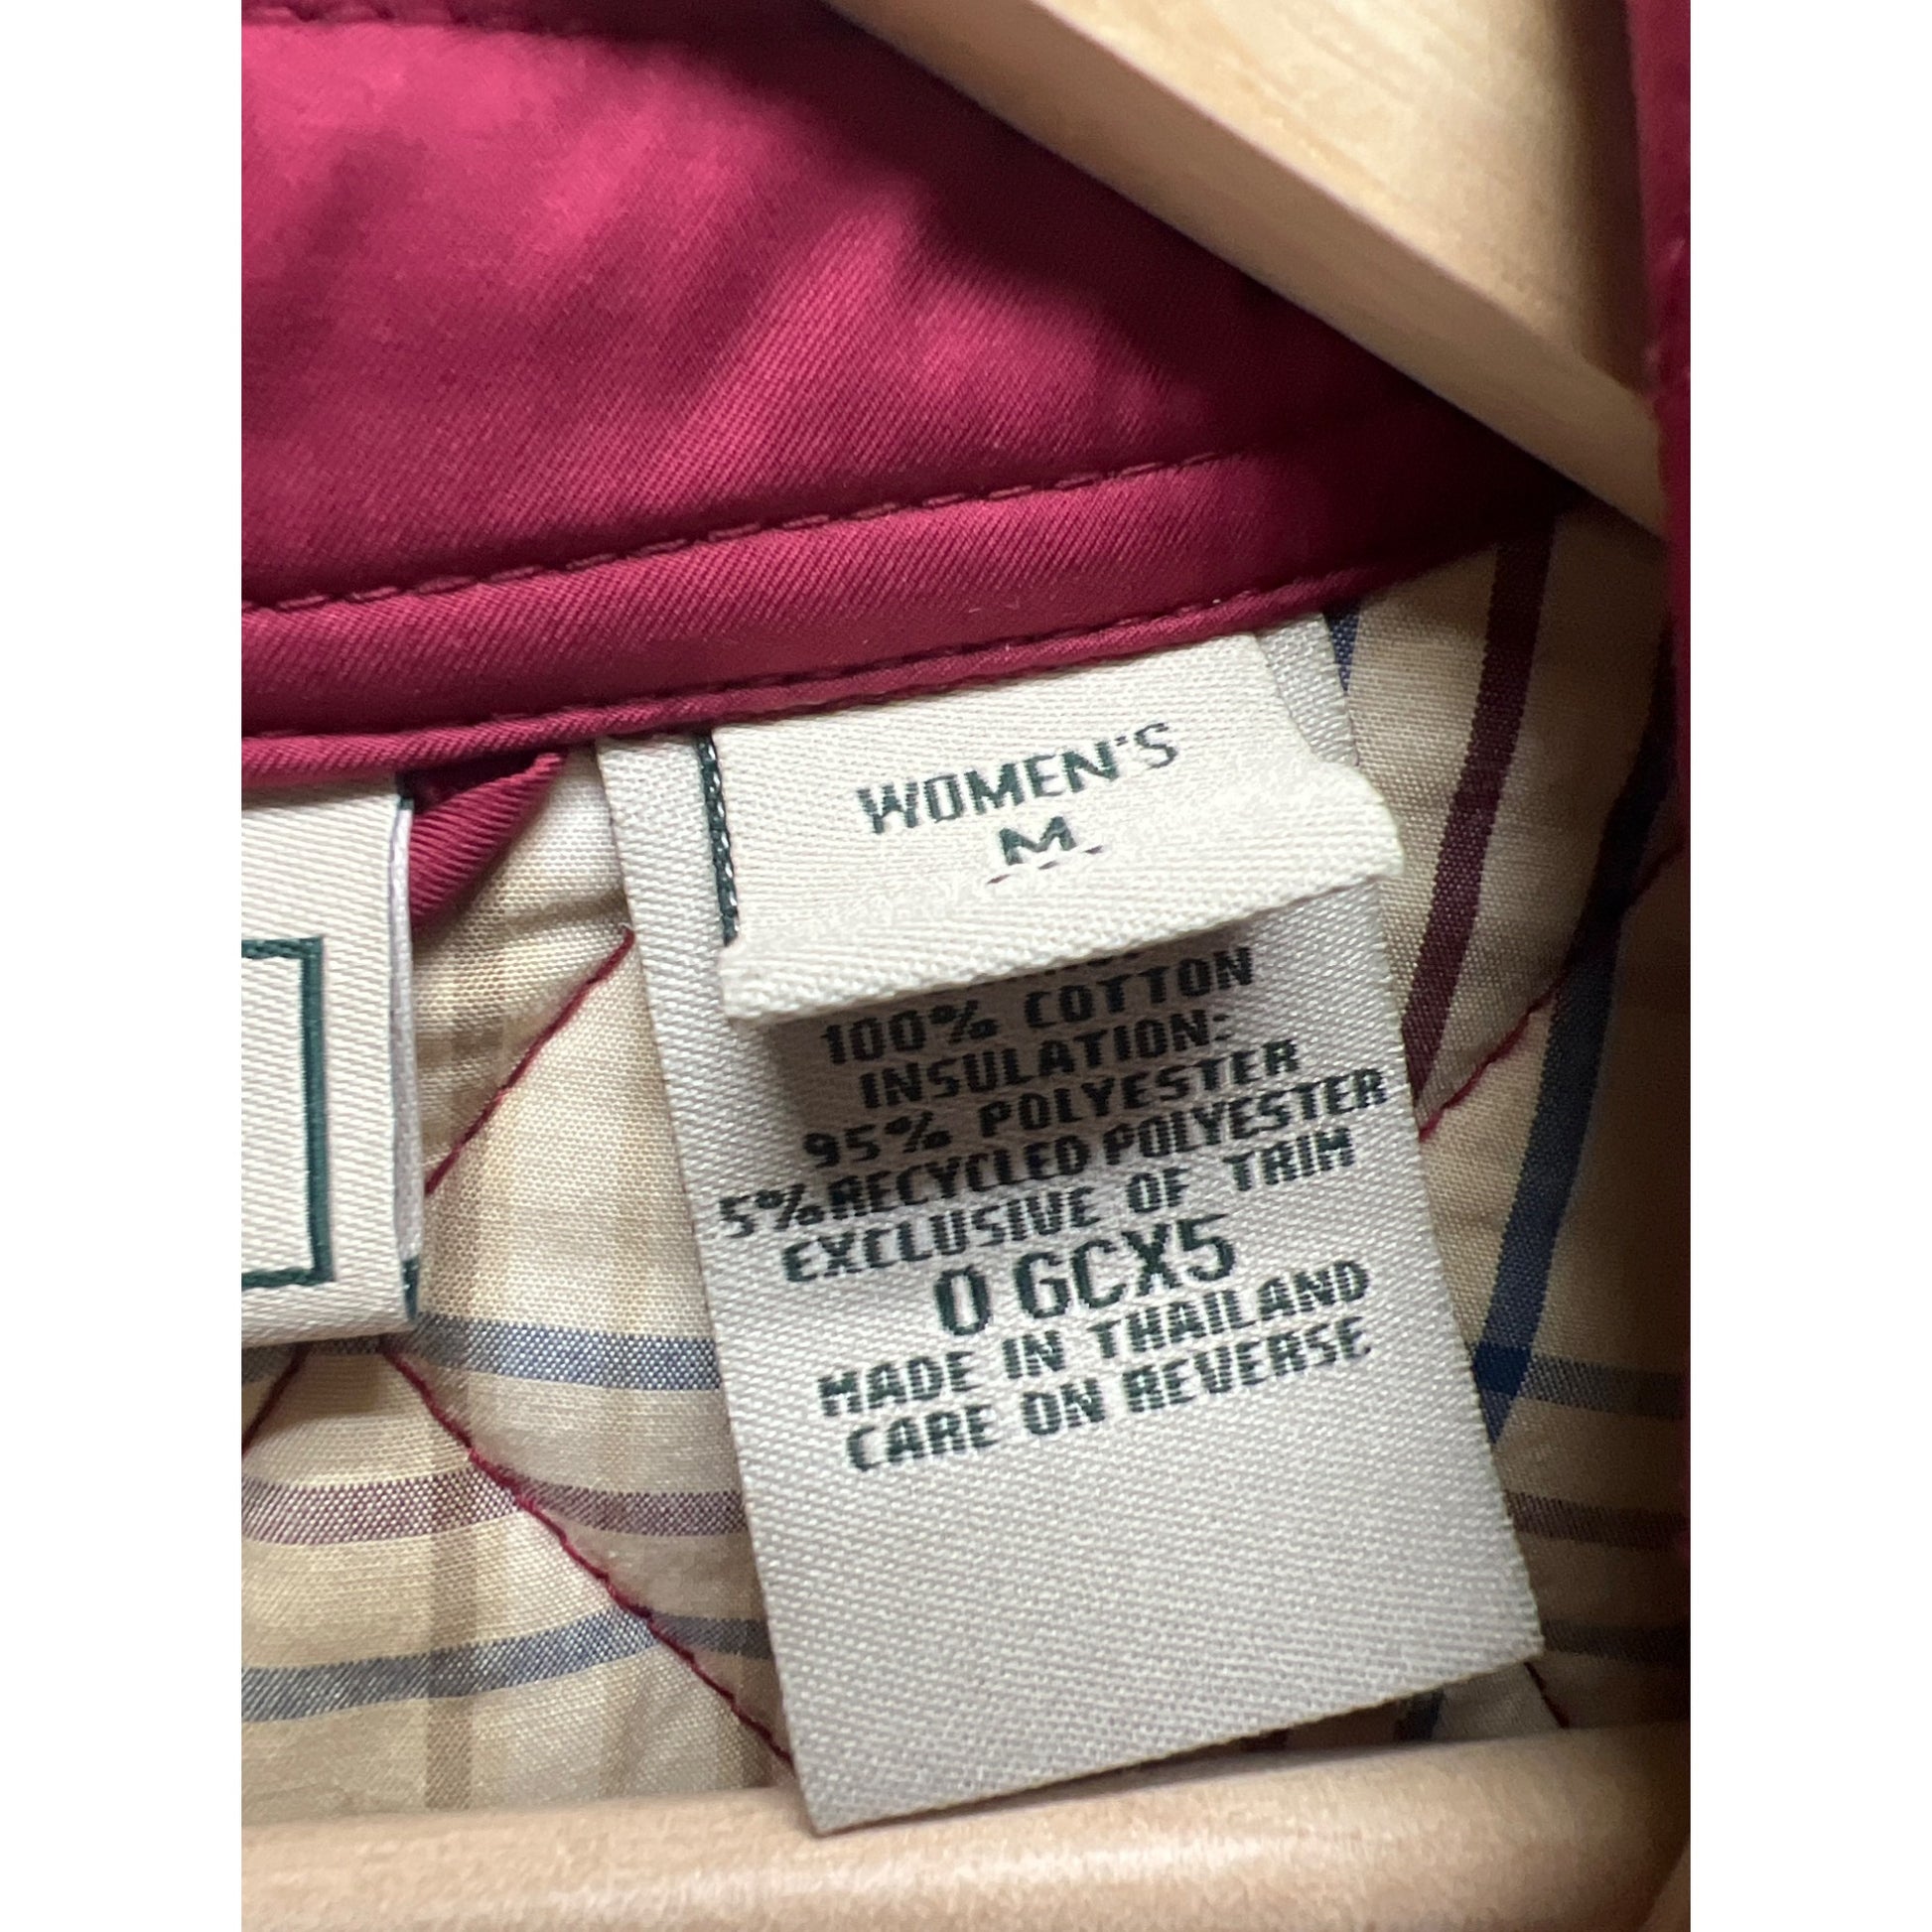 WOMEN'S
M
100% COTTON
INSULATION:
95% POLYESTER
5% RECYCLED POLYESTER
EXCLUSIVE OF TRIM
0 GCX5
MADE IN THAILAND
CARE ON REVERSE